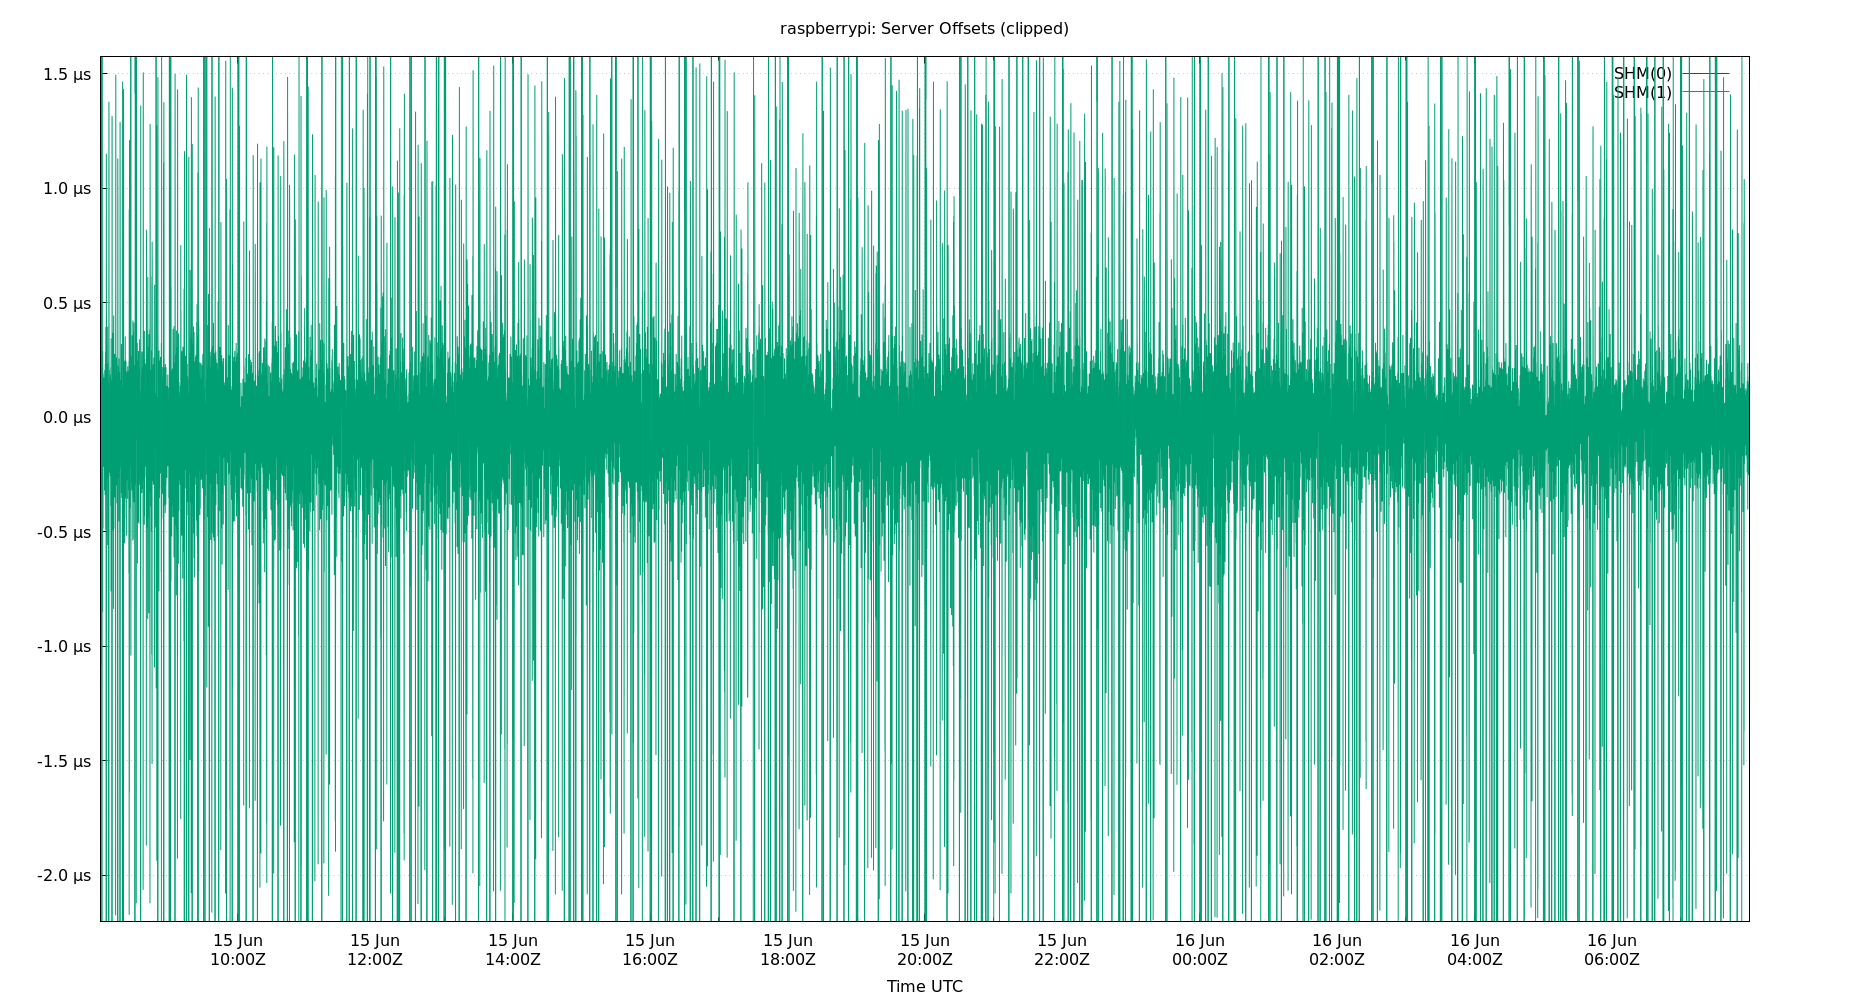 raspberrypi: Server Offsets (clipped)
1.5 µs
1.0 µs
0.5 µs
0.0 µs
-0.5 µs
-1.0 µs
-1.5 µs
-2.0 µs
SHM(0)
SHM(1)
15 Jun 15 Jun 15 Jun 15 Jun 15 Jun 15 Jun 15 Jun 16 Jun 16 Jun 16 Jun 16 Jun
10:00Z 12:00Z 14:00Z 16:00Z 18:00Z 20:00Z 22:00Z 00:00Z 02:00Z 04:00Z 06:00Z
Time UTC